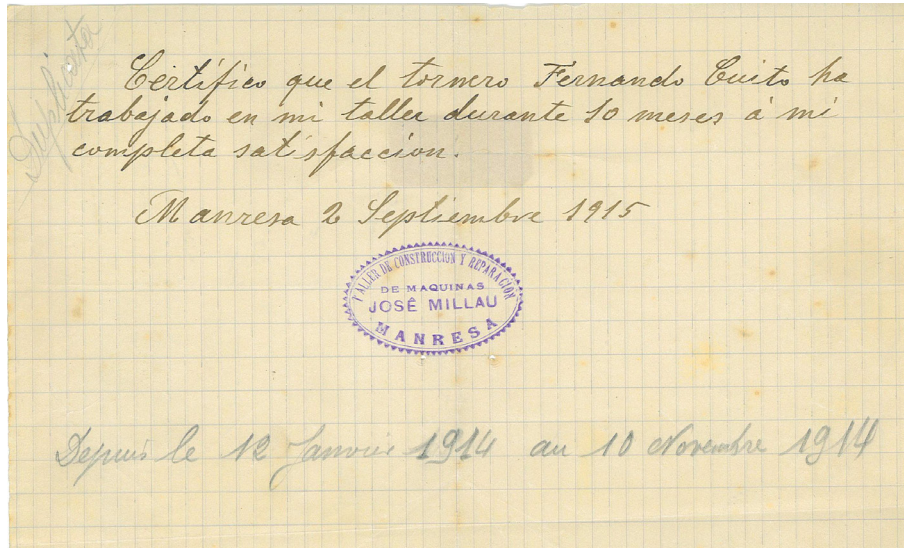 Duplicata
Certifico que el tornero Fernando Cuito ha
trabajado en mi taller durante 10 meses á mi
completa satisfaccion.
Manresa 2 Septiembre 1915
TALLER DE CONSTRUCCION Y REPARACIÓN
DE MAQUINAS
JOSÉ MILLAU
MANRESA
Depuis le 12 Janvier 1914 au 10 Novembre 1914